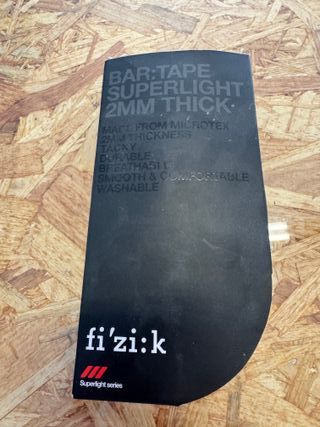 BAR:TAPE
SUPERLIGHT
2MM THICK
MADE FROM MICROTEX
2MM THICKNESS
TACKY
DURABLE
BREATHABLE
SMOOTH & COMFORTABLE
WASHABLE
fi'zi:k
Superlight series